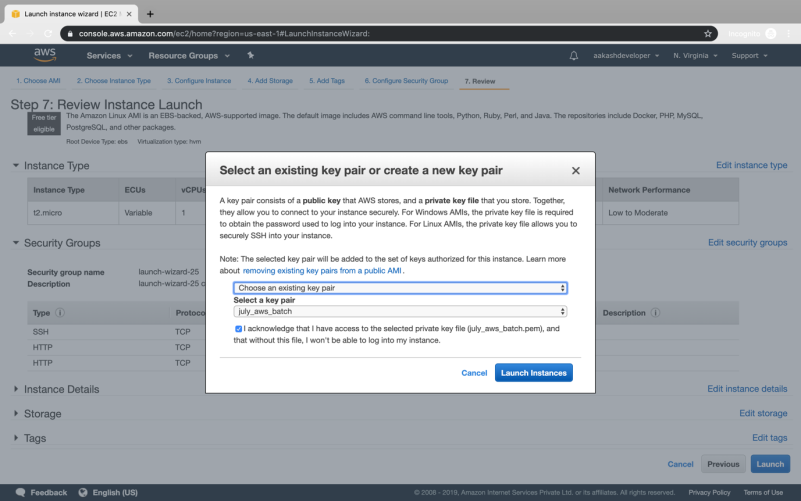 Launch instance wizard | EC2
console.aws.amazon.com/ec2/home?region=us-east-1#LaunchInstanceWizard:
Incognito
aws
Services
Resource Groups
aakashdeveloper
N. Virginia
Support
1. Choose AMI
2. Choose Instance Type
3. Configure Instance
4. Add Storage
5. Add Tags
6. Configure Security Group
7. Review
Step 7: Review Instance Launch
Free tier
eligible
The Amazon Linux AMI is an EBS-backed, AWS-supported image. The default image includes AWS command line tools, Python, Ruby, Perl, and Java. The repositories include Docker, PHP, MySQL,
PostgreSQL, and other packages.
Root Device Type: ebs Virtualization type: hvm
Instance Type
Edit instance type
Instance Type
ECUs
vCPUs
Network Performance
t2.micro
Variable
1
Low to Moderate
Security Groups
Edit security groups
Security group name
launch-wizard-25
Description
launch-wizard-25 c
Type
Protoco
Description
SSH
TCP
HTTP
TCP
HTTP
TCP
Select an existing key pair or create a new key pair
A key pair consists of a public key that AWS stores, and a private key file that you store. Together,
they allow you to connect to your instance securely. For Windows AMIs, the private key file is required
to obtain the password used to log into your instance. For Linux AMIs, the private key file allows you to
securely SSH into your instance.
Note: The selected key pair will be added to the set of keys authorized for this instance. Learn more
about removing existing key pairs from a public AMI.
Choose an existing key pair
Select a key pair
july_aws_batch
I acknowledge that I have access to the selected private key file (july_aws_batch.pem), and
that without this file, I won't be able to log into my instance.
Cancel
Launch Instances
Instance Details
Edit instance details
Storage
Edit storage
Tags
Edit tags
Cancel
Previous
Launch
Feedback
English (US)
© 2008 - 2019, Amazon Internet Services Private Ltd. or its affiliates. All rights reserved.
Privacy Policy
Terms of Use